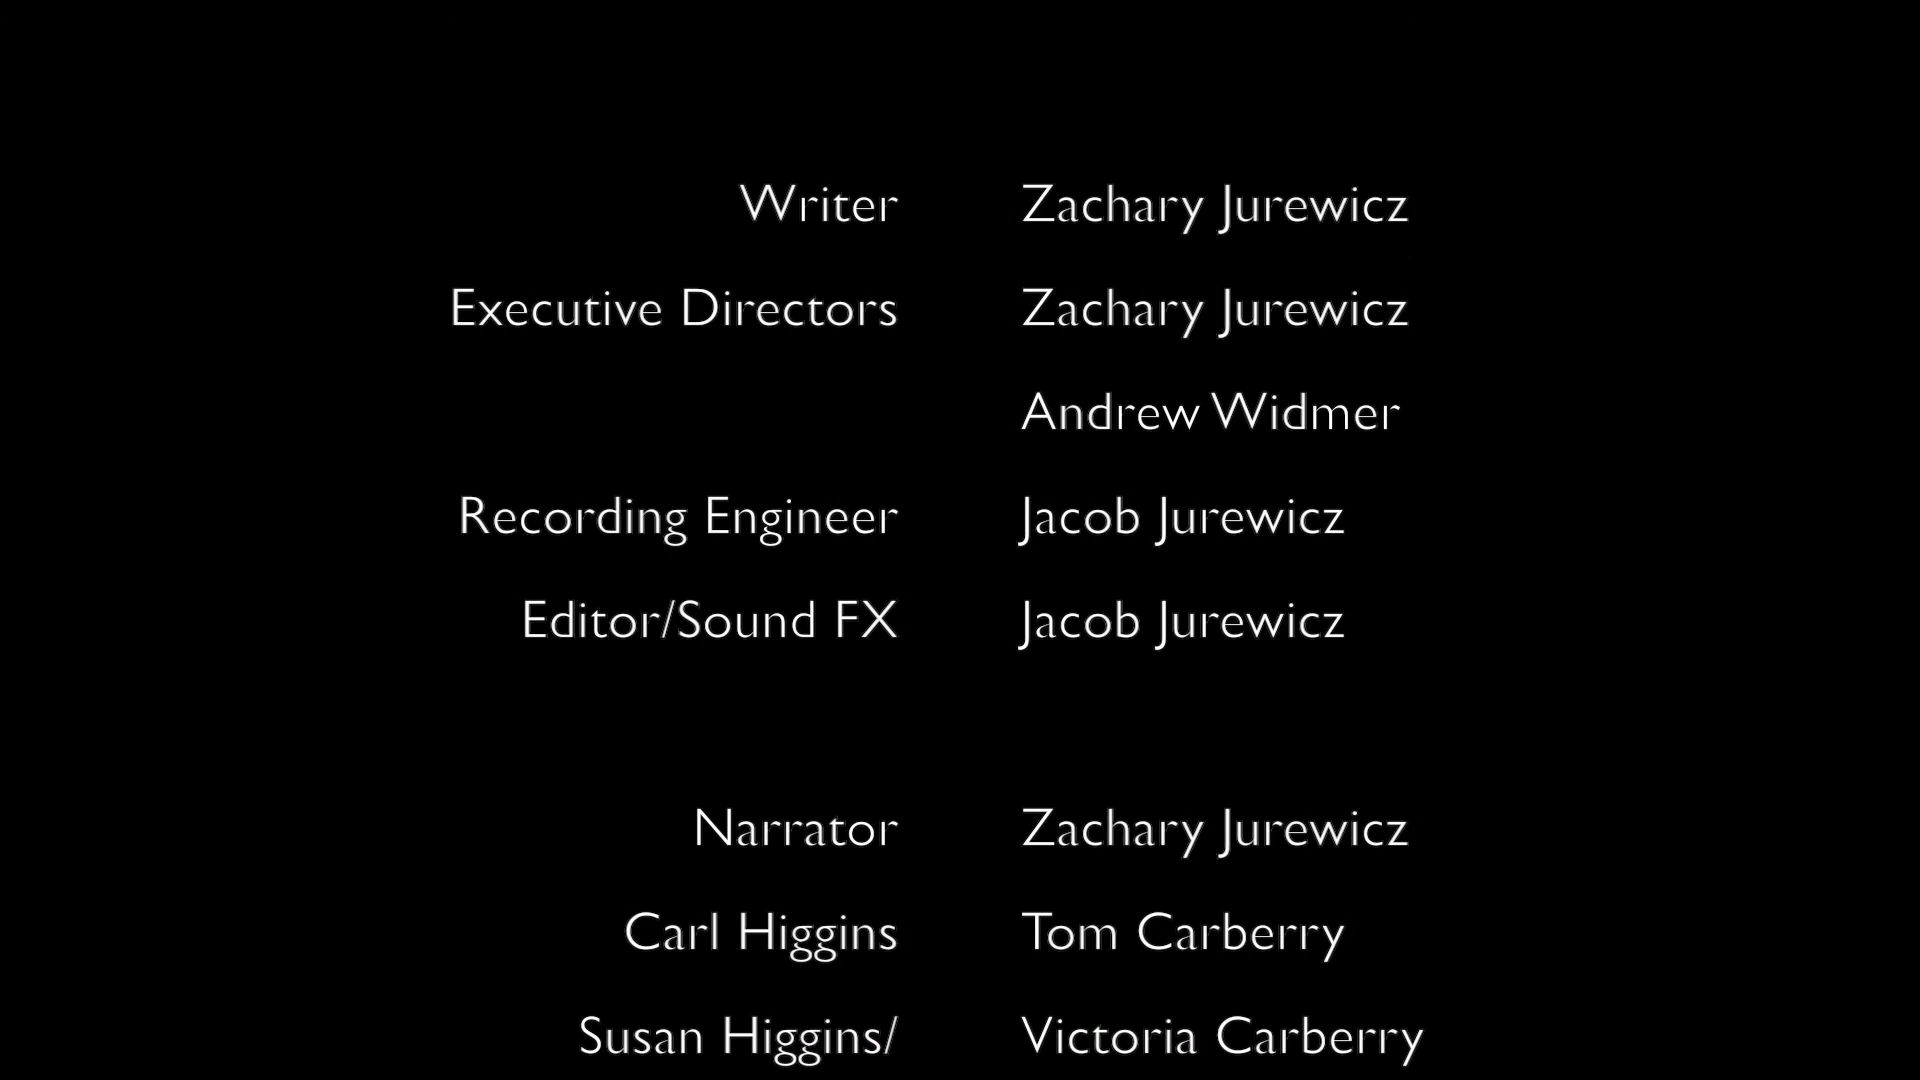 Writer Zachary Jurewicz
Executive Directors Zachary Jurewicz
Andrew Widmer
Recording Engineer Jacob Jurewicz
Editor/Sound FX Jacob Jurewicz
Narrator Zachary Jurewicz
Carl Higgins Tom Carberry
Susan Higgins/ Victoria Carberry